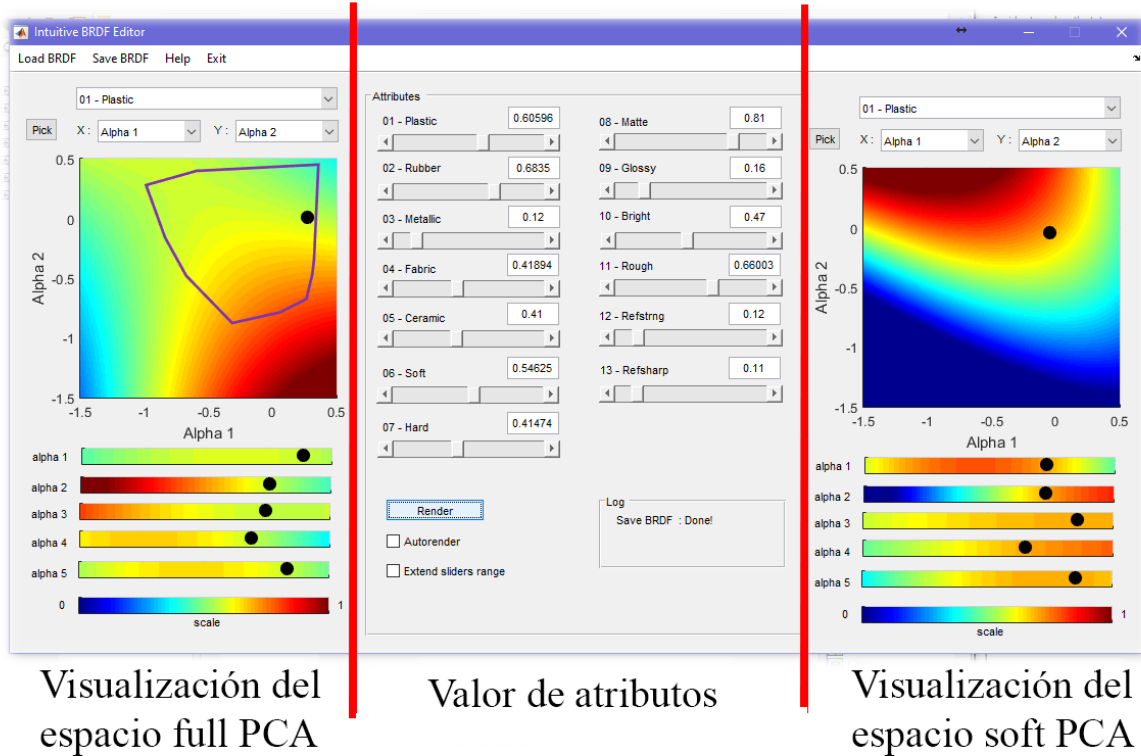 Intuitive BRDF Editor
Load BRDF Save BRDF Help Exit
01 - Plastic
Pick X : Alpha 1 Y : Alpha 2
0.5
0
-0.5
-1
-1.5
Alpha 2
-1.5 -1 -0.5 0 0.5
Alpha 1
alpha 1
alpha 2
alpha 3
alpha 4
alpha 5
0 1
scale
Visualización del
espacio full PCA
Attributes
01 - Plastic 0.60596
02 - Rubber 0.6835
03 - Metallic 0.12
04 - Fabric 0.41894
05 - Ceramic 0.41
06 - Soft 0.54625
07 - Hard 0.41474
08 - Matte 0.81
09 - Glossy 0.16
10 - Bright 0.47
11 - Rough 0.66003
12 - Refstrng 0.12
13 - Refsharp 0.11
Render
Autorender
Extend sliders range
Log
Save BRDF : Done!
Valor de atributos
01 - Plastic
Pick X : Alpha 1 Y : Alpha 2
0.5
0
-0.5
-1
-1.5
Alpha 2
-1.5 -1 -0.5 0 0.5
Alpha 1
alpha 1
alpha 2
alpha 3
alpha 4
alpha 5
0 1
scale
Visualización del
espacio soft PCA